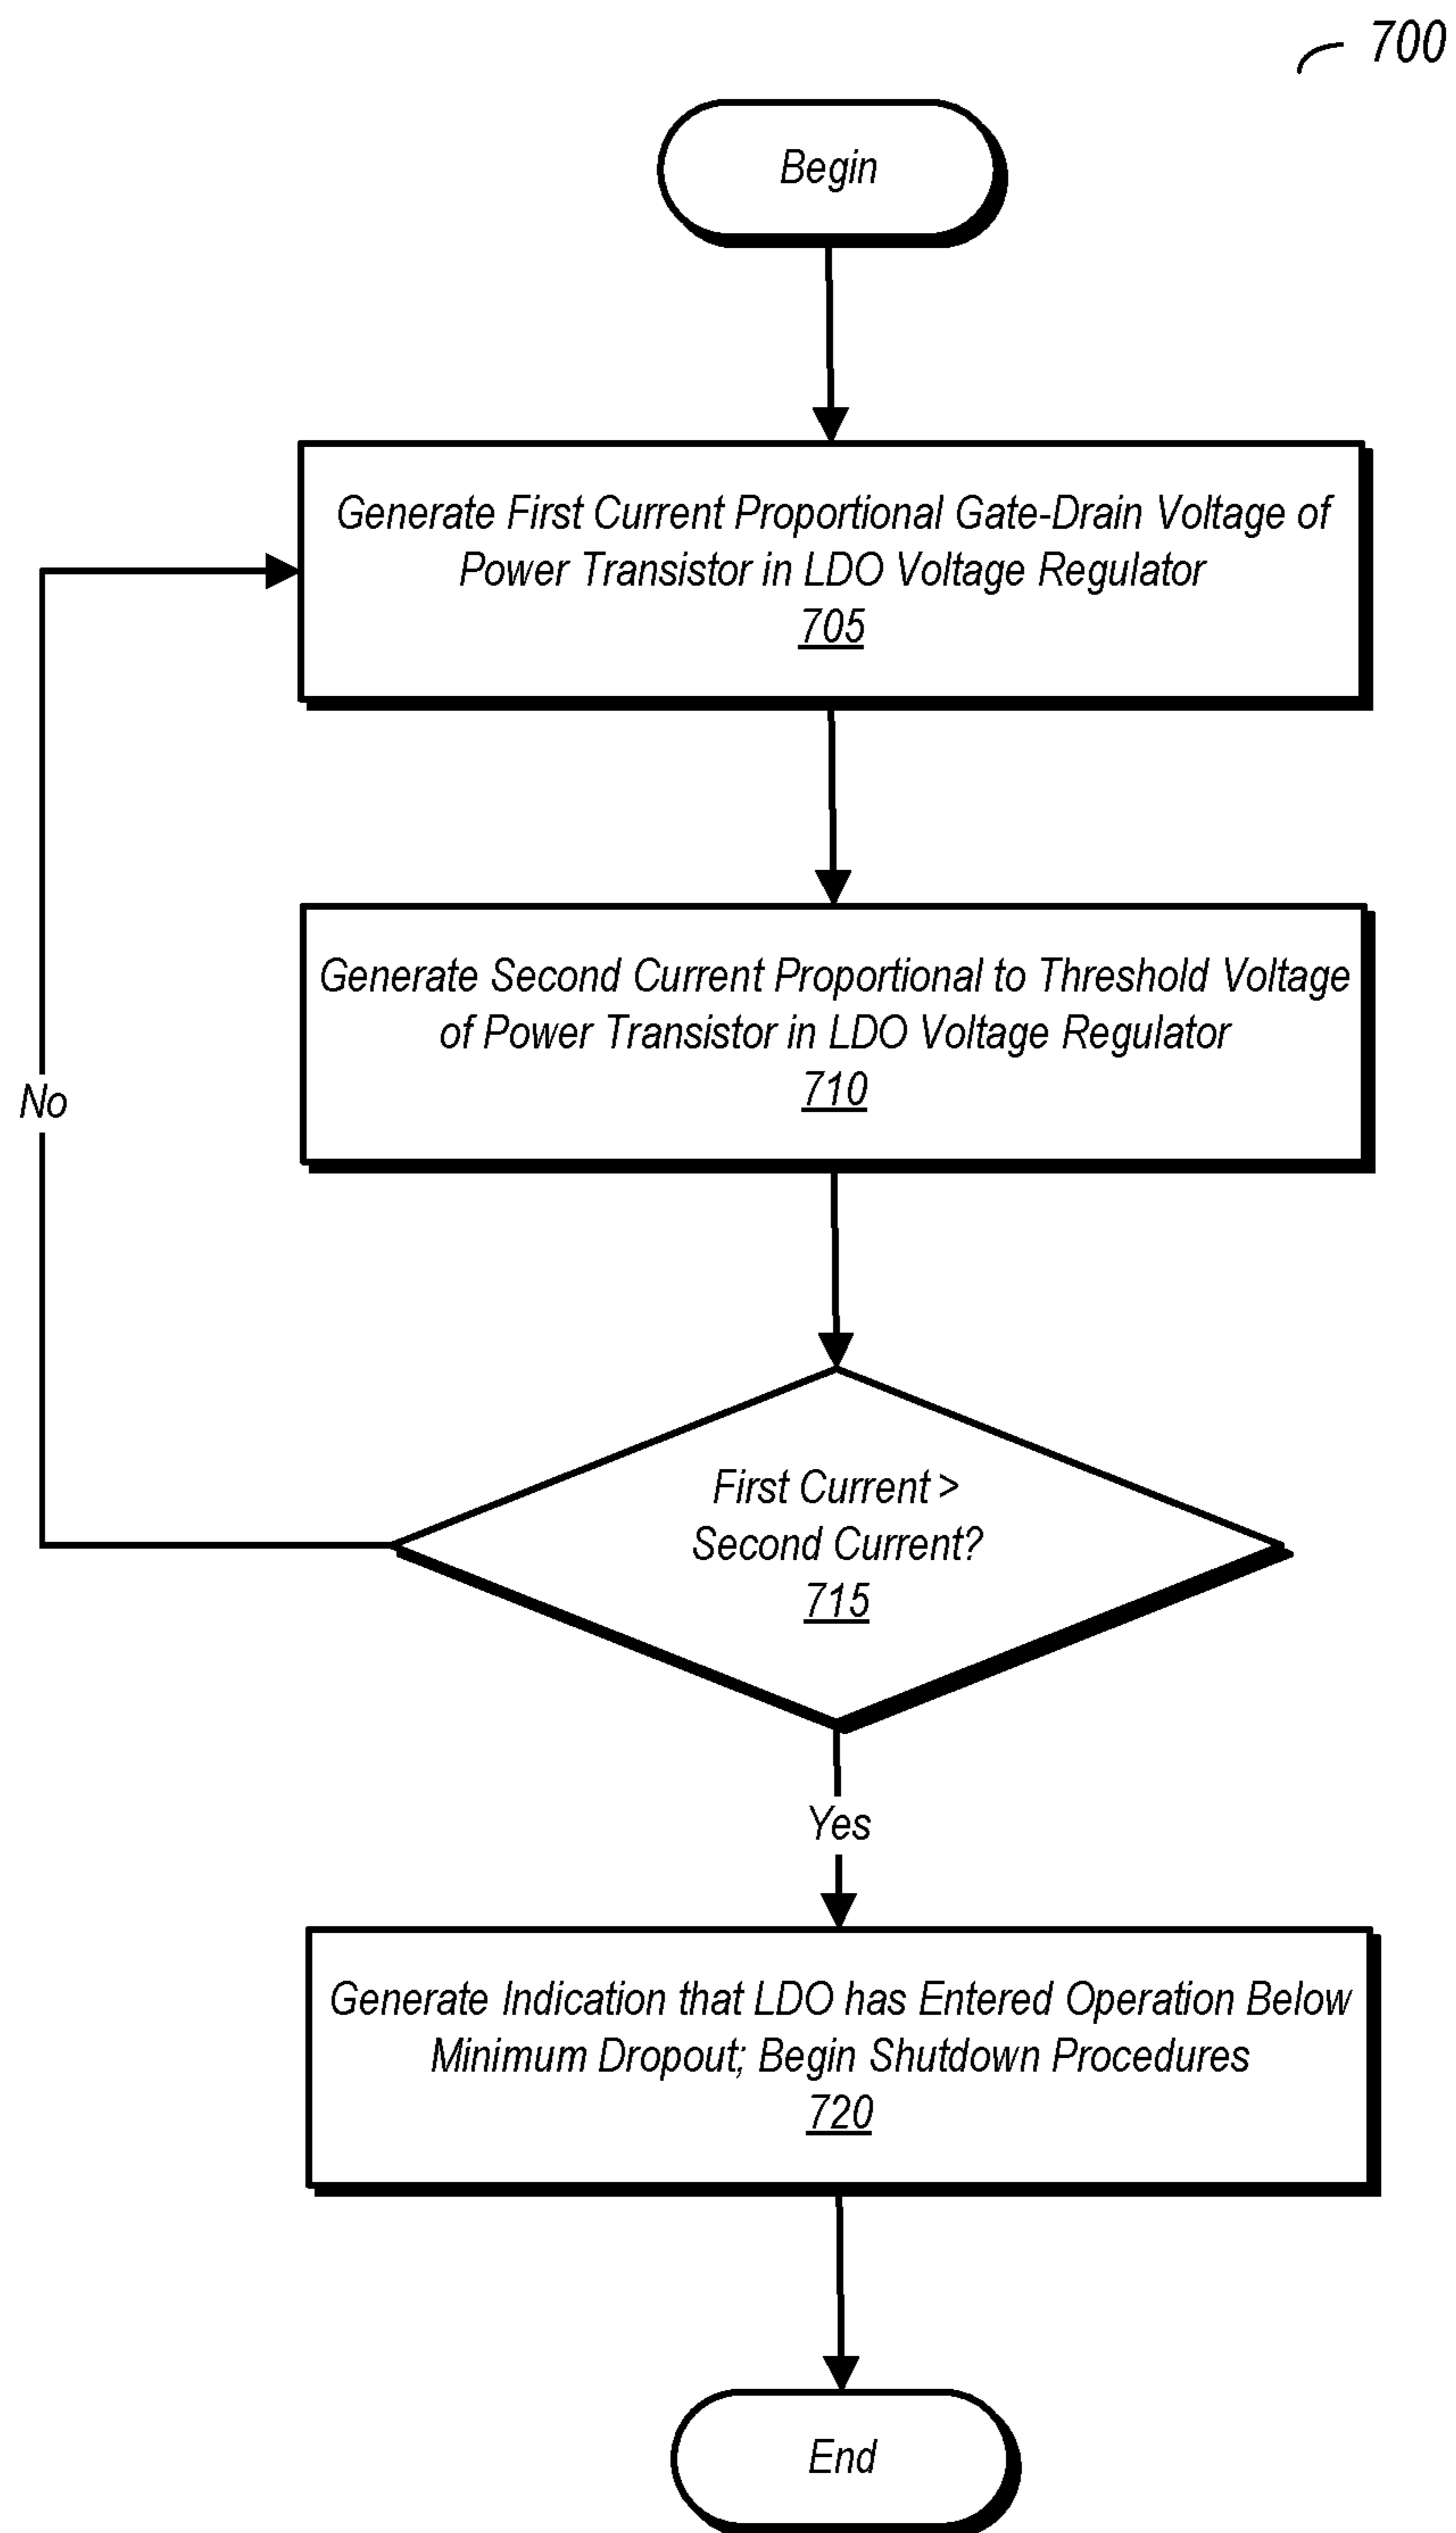 700
Begin
Generate First Current Proportional Gate-Drain Voltage of
Power Transistor in LDO Voltage Regulator
705
Generate Second Current Proportional to Threshold Voltage
of Power Transistor in LDO Voltage Regulator
710
No
First Current >
Second Current?
715
Yes
Generate Indication that LDO has Entered Operation Below
Minimum Dropout; Begin Shutdown Procedures
720
End